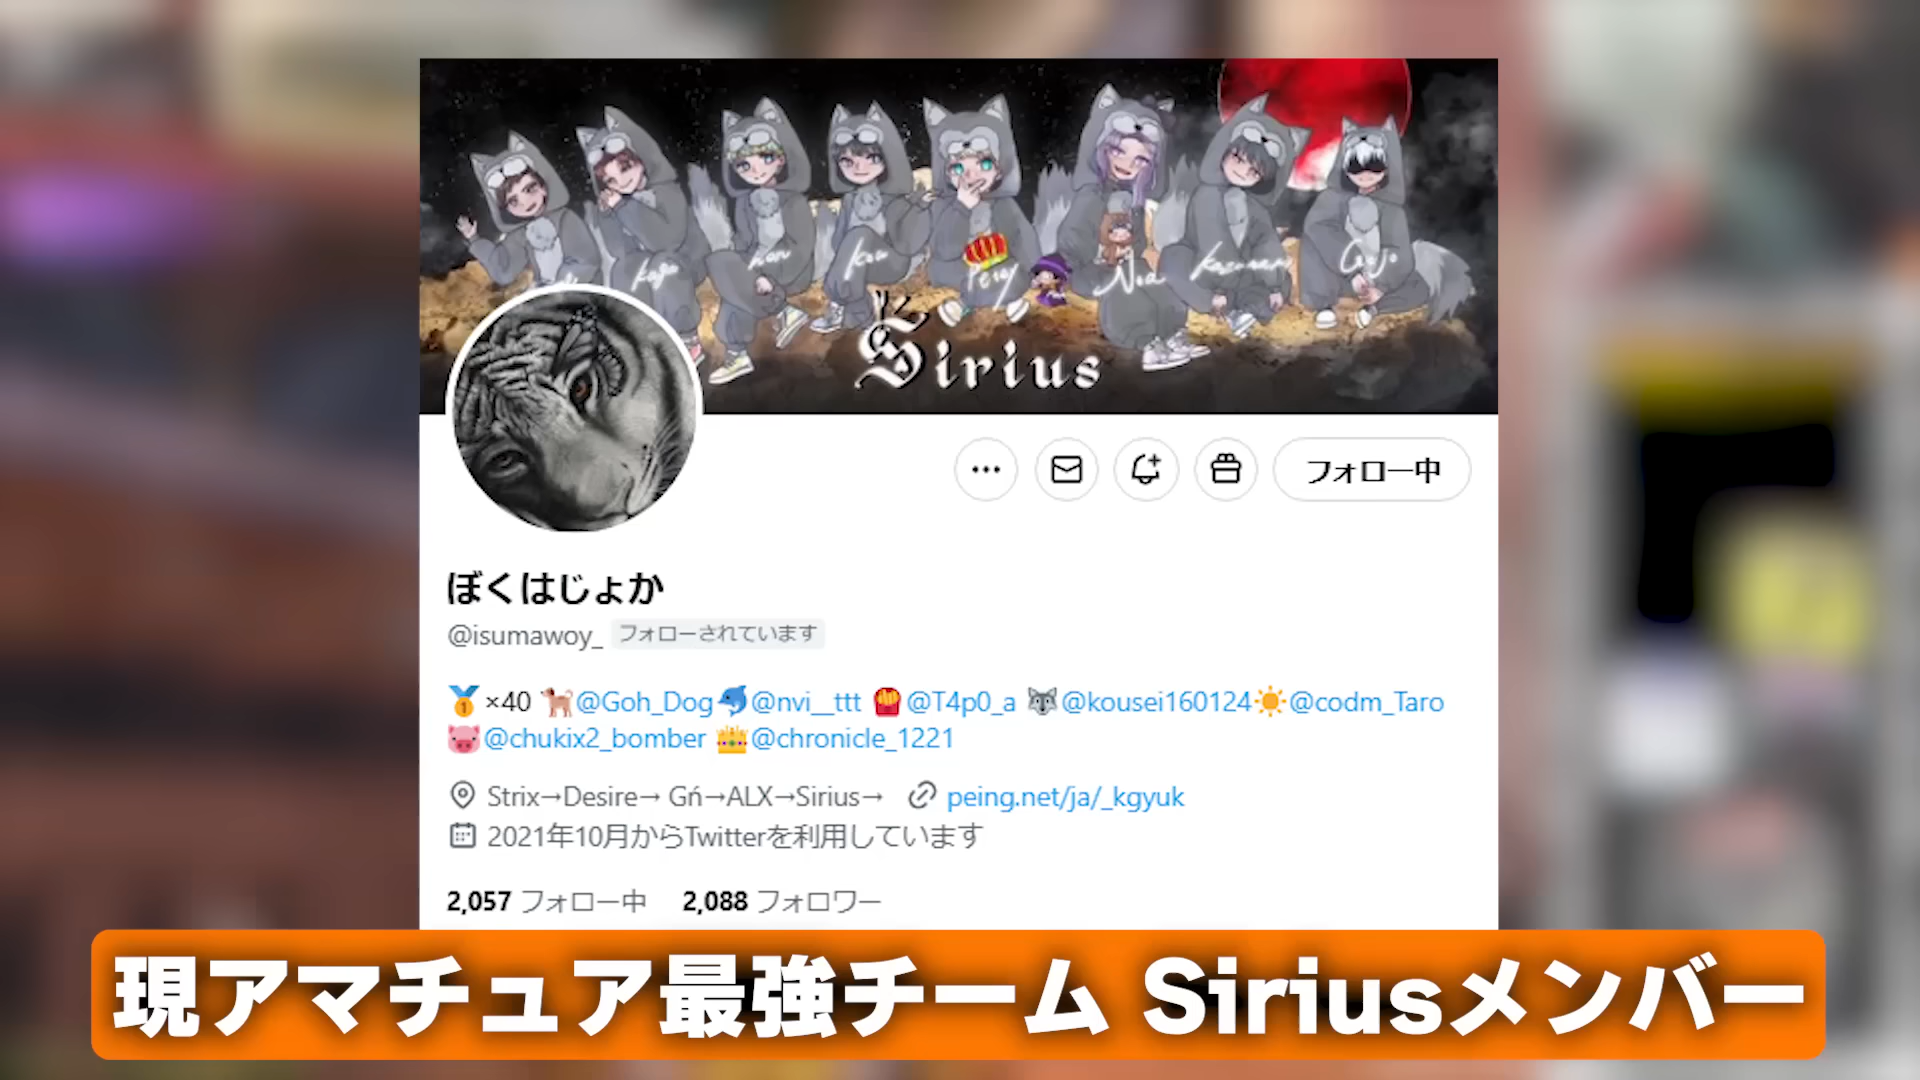 kou
Noa
Sirius
フォロー中
ぼくはじょか
@isumawoy_ フォローされています
🥇×40 🐕@Goh_Dog🐬@nvi__ttt 🍟@T4p0_a 🐺@kousei160124☀️@codm_Taro
🐷@chukix2_bomber 👑@chronicle_1221
Strix→Desire→ Gń→ALX→Sirius→ peing.net/ja/_kgyuk
2021年10月からTwitterを利用しています
2,057 フォロー中 2,088 フォロワー
現アマチュア最強チーム Siriusメンバー